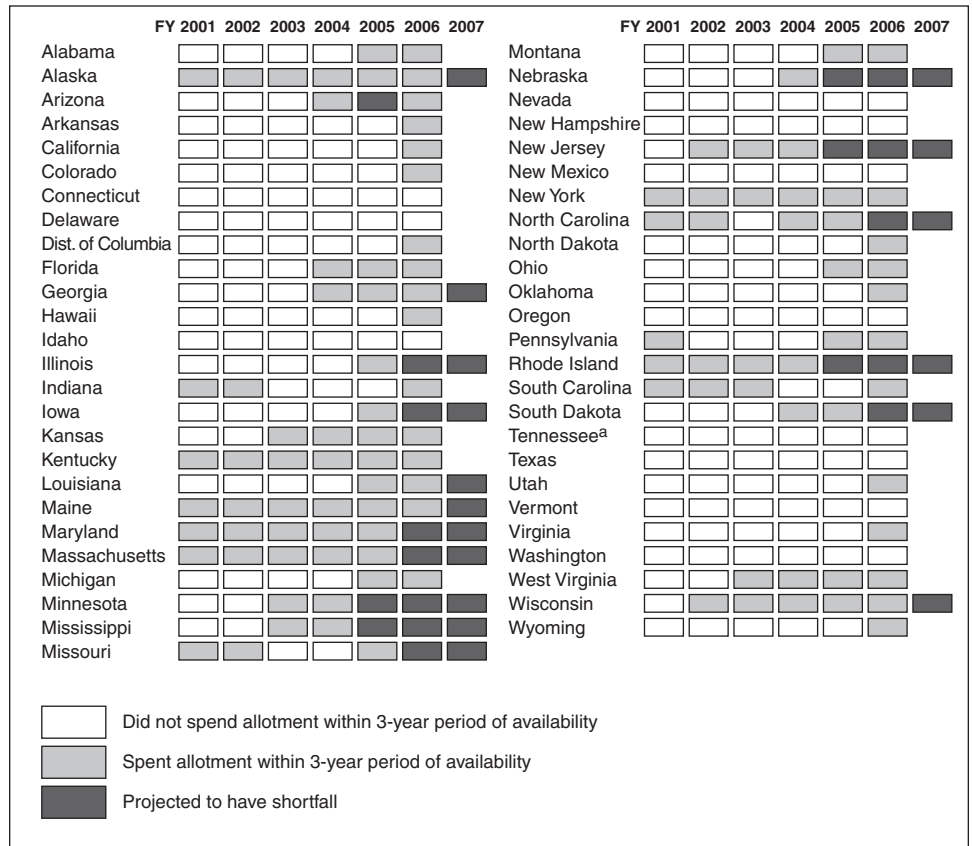 FY 2001 2002 2003 2004 2005 2006 2007
Alabama
Alaska
Arizona
Arkansas
California
Colorado
Connecticut
Delaware
Dist. of Columbia
Florida
Georgia
Hawaii
Idaho
Illinois
Indiana
Iowa
Kansas
Kentucky
Louisiana
Maine
Maryland
Massachusetts
Michigan
Minnesota
Mississippi
Missouri
FY 2001 2002 2003 2004 2005 2006 2007
Montana
Nebraska
Nevada
New Hampshire
New Jersey
New Mexico
New York
North Carolina
North Dakota
Ohio
Oklahoma
Oregon
Pennsylvania
Rhode Island
South Carolina
South Dakota
Tennesseeª
Texas
Utah
Vermont
Virginia
Washington
West Virginia
Wisconsin
Wyoming
Did not spend allotment within 3-year period of availability
Spent allotment within 3-year period of availability
Projected to have shortfall